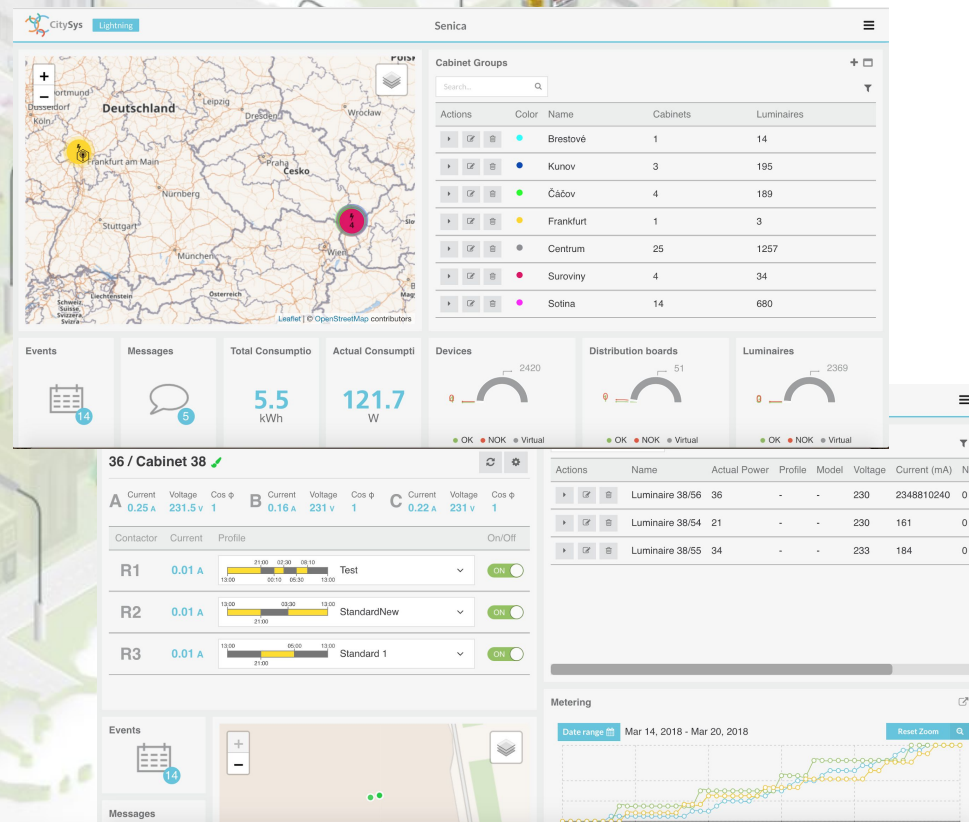 CitySys Lightning Senica
+
−
Polsk
ortmund
Düsseldorf
Köln
Deutschland
Leipzig
Dresden
Wrocław
Frankfurt am Main
Praha
Česko
Nürnberg
Stuttgart
4
Slo
München
Wien
Liechtenstein
Österreich
Schweiz
Suisse
Svizzera
Svizra
Mag
Leaflet | © OpenStreetMap contributors
Cabinet Groups
Search...
Actions Color Name Cabinets Luminaires
Brestové 1 14
Kunov 3 195
Čáčov 4 189
Frankfurt 1 3
Centrum 25 1257
Suroviny 4 34
Sotina 14 680
Events Messages Total Consumptio Actual Consumpti Devices Distribution boards Luminaires
14
5
5.5
kWh
121.7
W
0 2420
0 51
0 2369
OK NOK Virtual
OK NOK Virtual
OK NOK Virtual
36 / Cabinet 38
A Current Voltage Cos φ B Current Voltage Cos φ C Current Voltage Cos φ
0.25 A 231.5 v 1 0.16 A 231 v 1 0.22 A 231 v 1
Contactor Current Profile On/Off
21:00 02:30 08:10
R1 0.01 A Test ON
13:00 00:10 05:30 13:00
13:00 03:30 13:00
R2 0.01 A StandardNew ON
21:00
13:00 05:00 13:00
R3 0.01 A Standard 1 ON
21:00
Actions Name Actual Power Profile Model Voltage Current (mA) N
Luminaire 38/56 36 - - 230 2348810240 0
Luminaire 38/54 21 - - 230 161 0
Luminaire 38/55 34 - - 233 184 0
Events
14
Messages
+
−
Metering
Date range Mar 14, 2018 - Mar 20, 2018 Reset Zoom